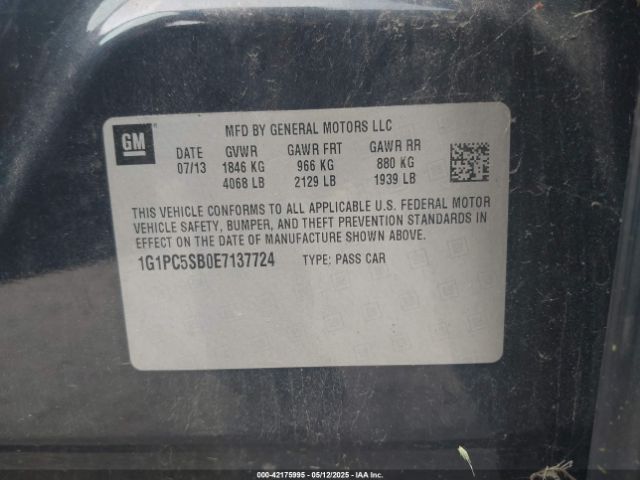 GM
MFD BY GENERAL MOTORS LLC
DATE GVWR GAWR FRT GAWR RR
07/13 1846 KG 966 KG 880 KG
4068 LB 2129 LB 1939 LB
THIS VEHICLE CONFORMS TO ALL APPLICABLE U.S. FEDERAL MOTOR
VEHICLE SAFETY, BUMPER, AND THEFT PREVENTION STANDARDS IN
EFFECT ON THE DATE OF MANUFACTURE SHOWN ABOVE.
1G1PC5SB0E7137724 TYPE: PASS CAR
42175995 - 05/12/2025 - IAA Inc.